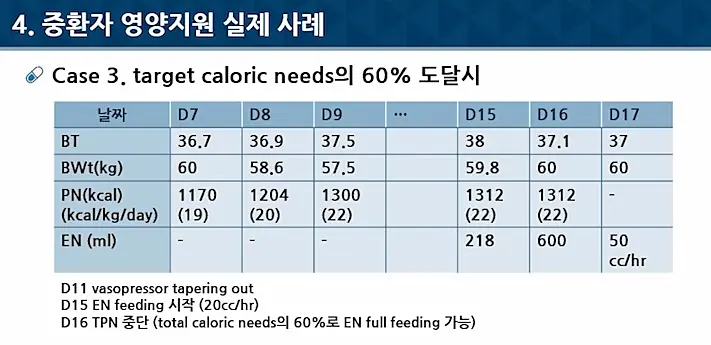 4. 중환자 영양지원 실제 사례
Case 3. target caloric needs의 60% 도달시
날짜 D7 D8 D9 ... D15 D16 D17
BT 36.7 36.9 37.5 38 37.1 37
BWt(kg) 60 58.6 57.5 59.8 60 60
PN(kcal) 1170 1204 1300 1312 1312 -
(kcal/kg/day) (19) (20) (22) (22) (22)
EN (ml) - - - 218 600 50
cc/hr
D11 vasopressor tapering out
D15 EN feeding 시작 (20cc/hr)
D16 TPN 중단 (total caloric needs의 60%로 EN full feeding 가능)